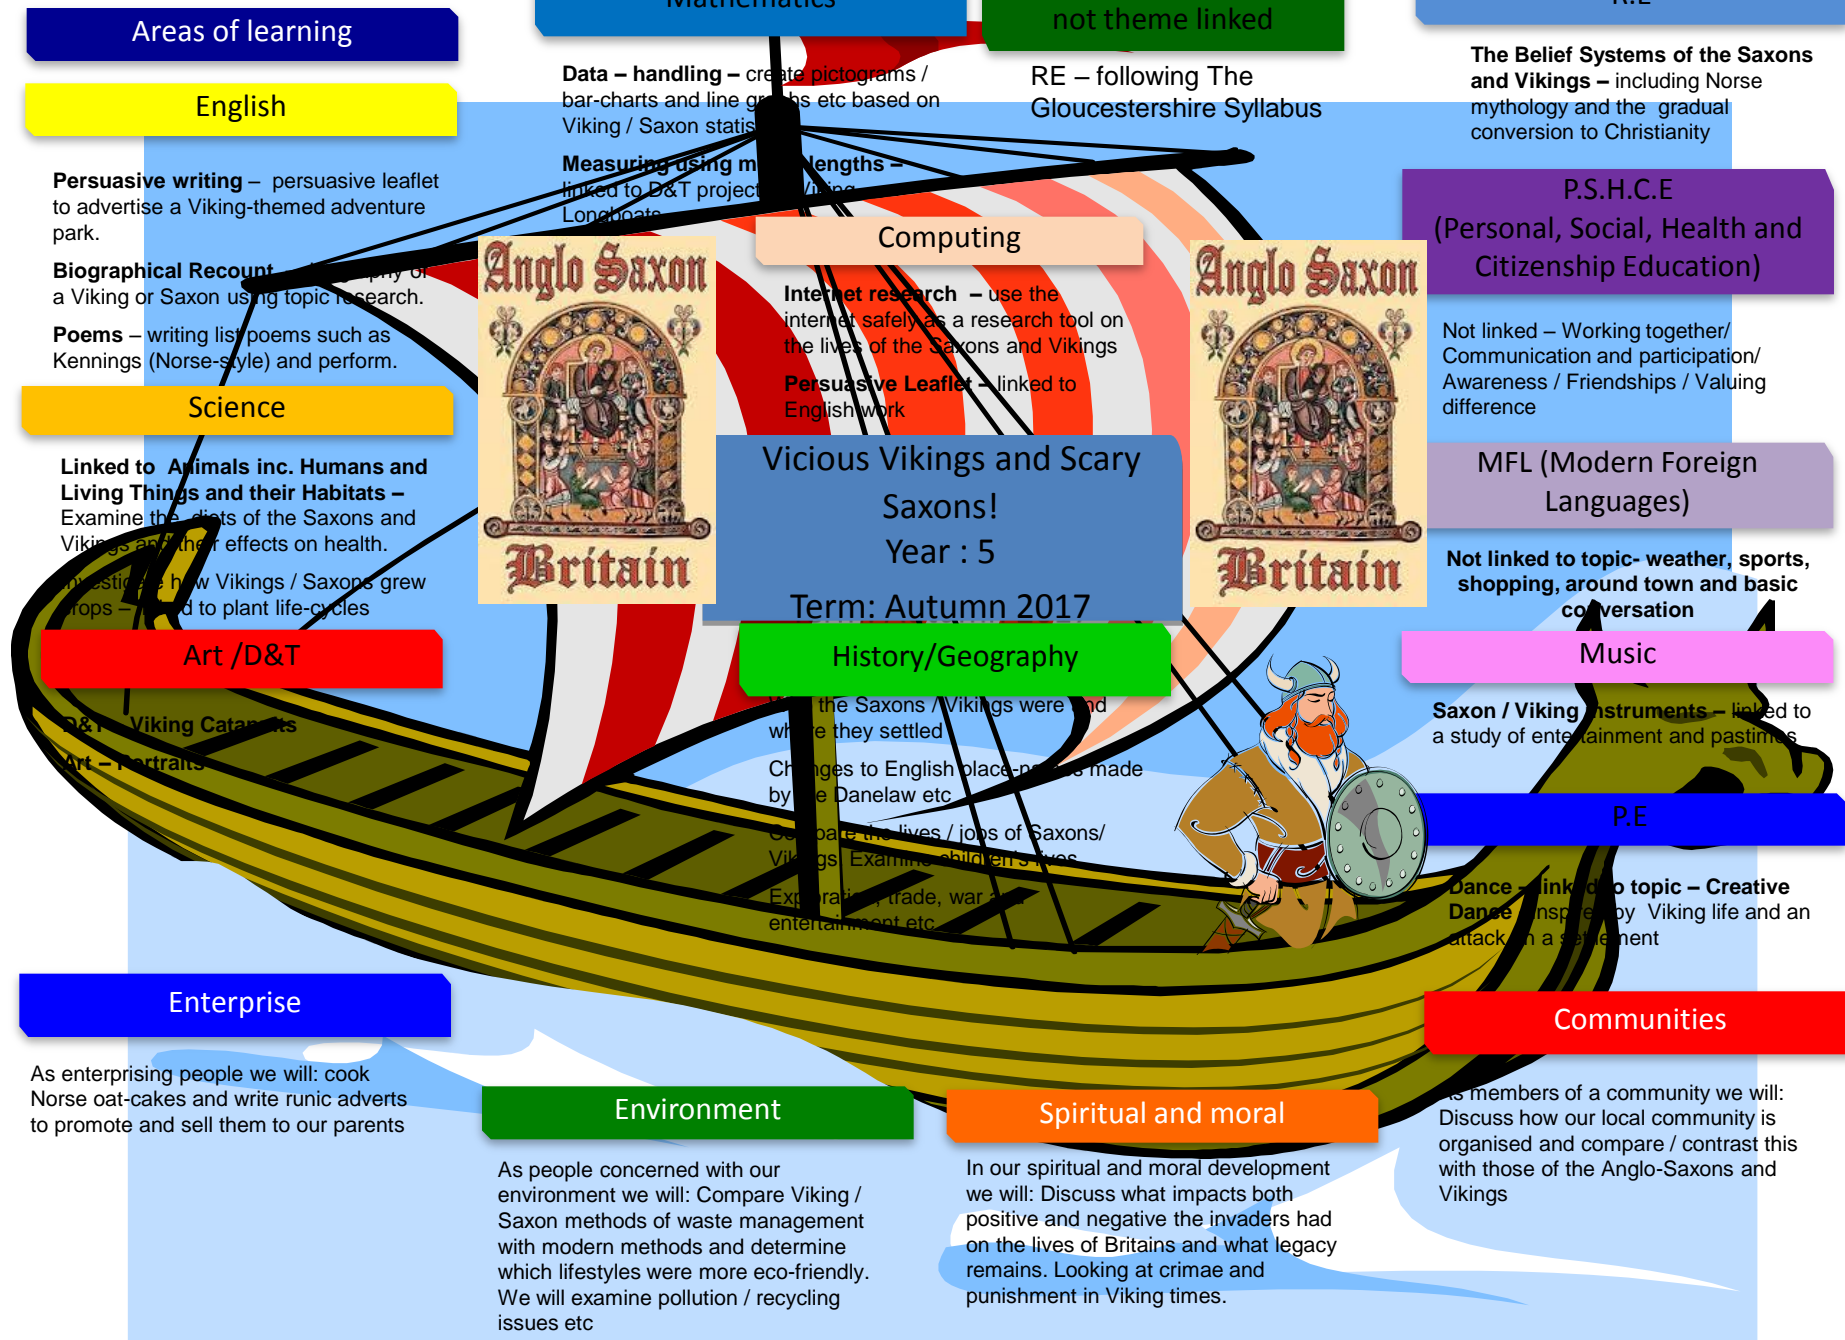 Areas of learning
English
Persuasive writing – persuasive leaflet
to advertise a Viking-themed adventure
park.
Biographical Recount
a Viking or Saxon using topic research.
Poems – writing list poems such as
Kennings (Norse-style) and perform.
Science
Linked to Animals inc. Humans and
Living Things and their Habitats –
Examine the diets of the Saxons and
Vikings and their effects on health.
Investigate how Vikings / Saxons grew
crops – linked to plant life-cycles
Art /D&T
D&T – Viking Catapults
Art – Portraits
Enterprise
As enterprising people we will: cook
Norse oat-cakes and write runic adverts
to promote and sell them to our parents
Mathematics
Data – handling – create pictograms /
bar-charts and line graphs etc based on
Viking / Saxon
Measuring using lengths –
linked to D&T project Viking
Longboats
not theme linked
RE – following The
Gloucestershire Syllabus
Anglo Saxon
Britain
Computing
Internet research – use the
internet safely as a research tool on
the lives of the Saxons and Vikings
Persuasive Leaflet – linked to
English work
Vicious Vikings and Scary
Saxons!
Year : 5
Term: Autumn 2017
Anglo Saxon
Britain
History/Geography
the Saxons / Vikings were and
where they settled
Changes to English place-names made
by the Danelaw etc
Compare the lives / jobs of Saxons/
Vikings. Examine children's lives
Exploration, trade, war and
entertainment etc
Environment
As people concerned with our
environment we will: Compare Viking /
Saxon methods of waste management
with modern methods and determine
which lifestyles were more eco-friendly.
We will examine pollution / recycling
issues etc
Spiritual and moral
In our spiritual and moral development
we will: Discuss what impacts both
positive and negative the invaders had
on the lives of Britains and what legacy
remains. Looking at crimae and
punishment in Viking times.
R.E
The Belief Systems of the Saxons
and Vikings – including Norse
mythology and the gradual
conversion to Christianity
P.S.H.C.E
(Personal, Social, Health and
Citizenship Education)
Not linked – Working together/
Communication and participation/
Awareness / Friendships / Valuing
difference
MFL (Modern Foreign
Languages)
Not linked to topic- weather, sports,
shopping, around town and basic
conversation
Music
Saxon / Viking Instruments – linked to
a study of entertainment and pastimes
P.E
Dance – linked to topic – Creative
Dance inspired by Viking life and an
attack on a settlement
Communities
As members of a community we will:
Discuss how our local community is
organised and compare / contrast this
with those of the Anglo-Saxons and
Vikings